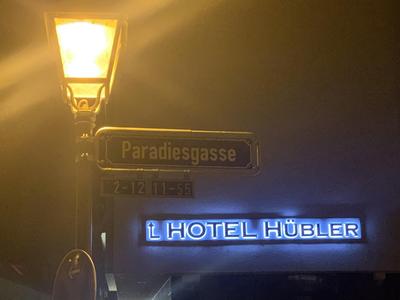 Paradiesgasse
2-12 11-55
HOTEL HÜBLER